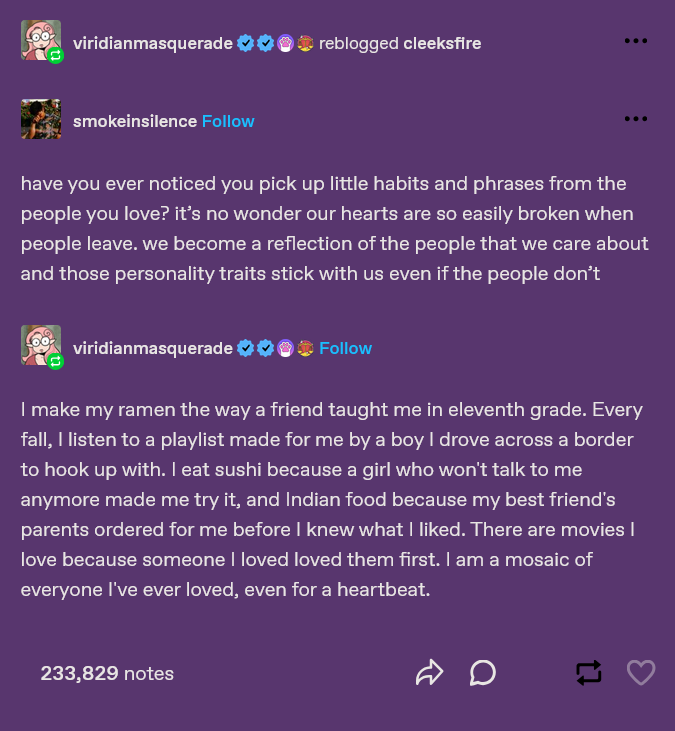 viridianmasquerade reblogged cleeksfire
smokeinsilence Follow
have you ever noticed you pick up little habits and phrases from the
people you love? it’s no wonder our hearts are so easily broken when
people leave. we become a reflection of the people that we care about
and those personality traits stick with us even if the people don’t
viridianmasquerade Follow
I make my ramen the way a friend taught me in eleventh grade. Every
fall, I listen to a playlist made for me by a boy I drove across a border
to hook up with. I eat sushi because a girl who won't talk to me
anymore made me try it, and Indian food because my best friend's
parents ordered for me before I knew what I liked. There are movies I
love because someone I loved loved them first. I am a mosaic of
everyone I've ever loved, even for a heartbeat.
233,829 notes